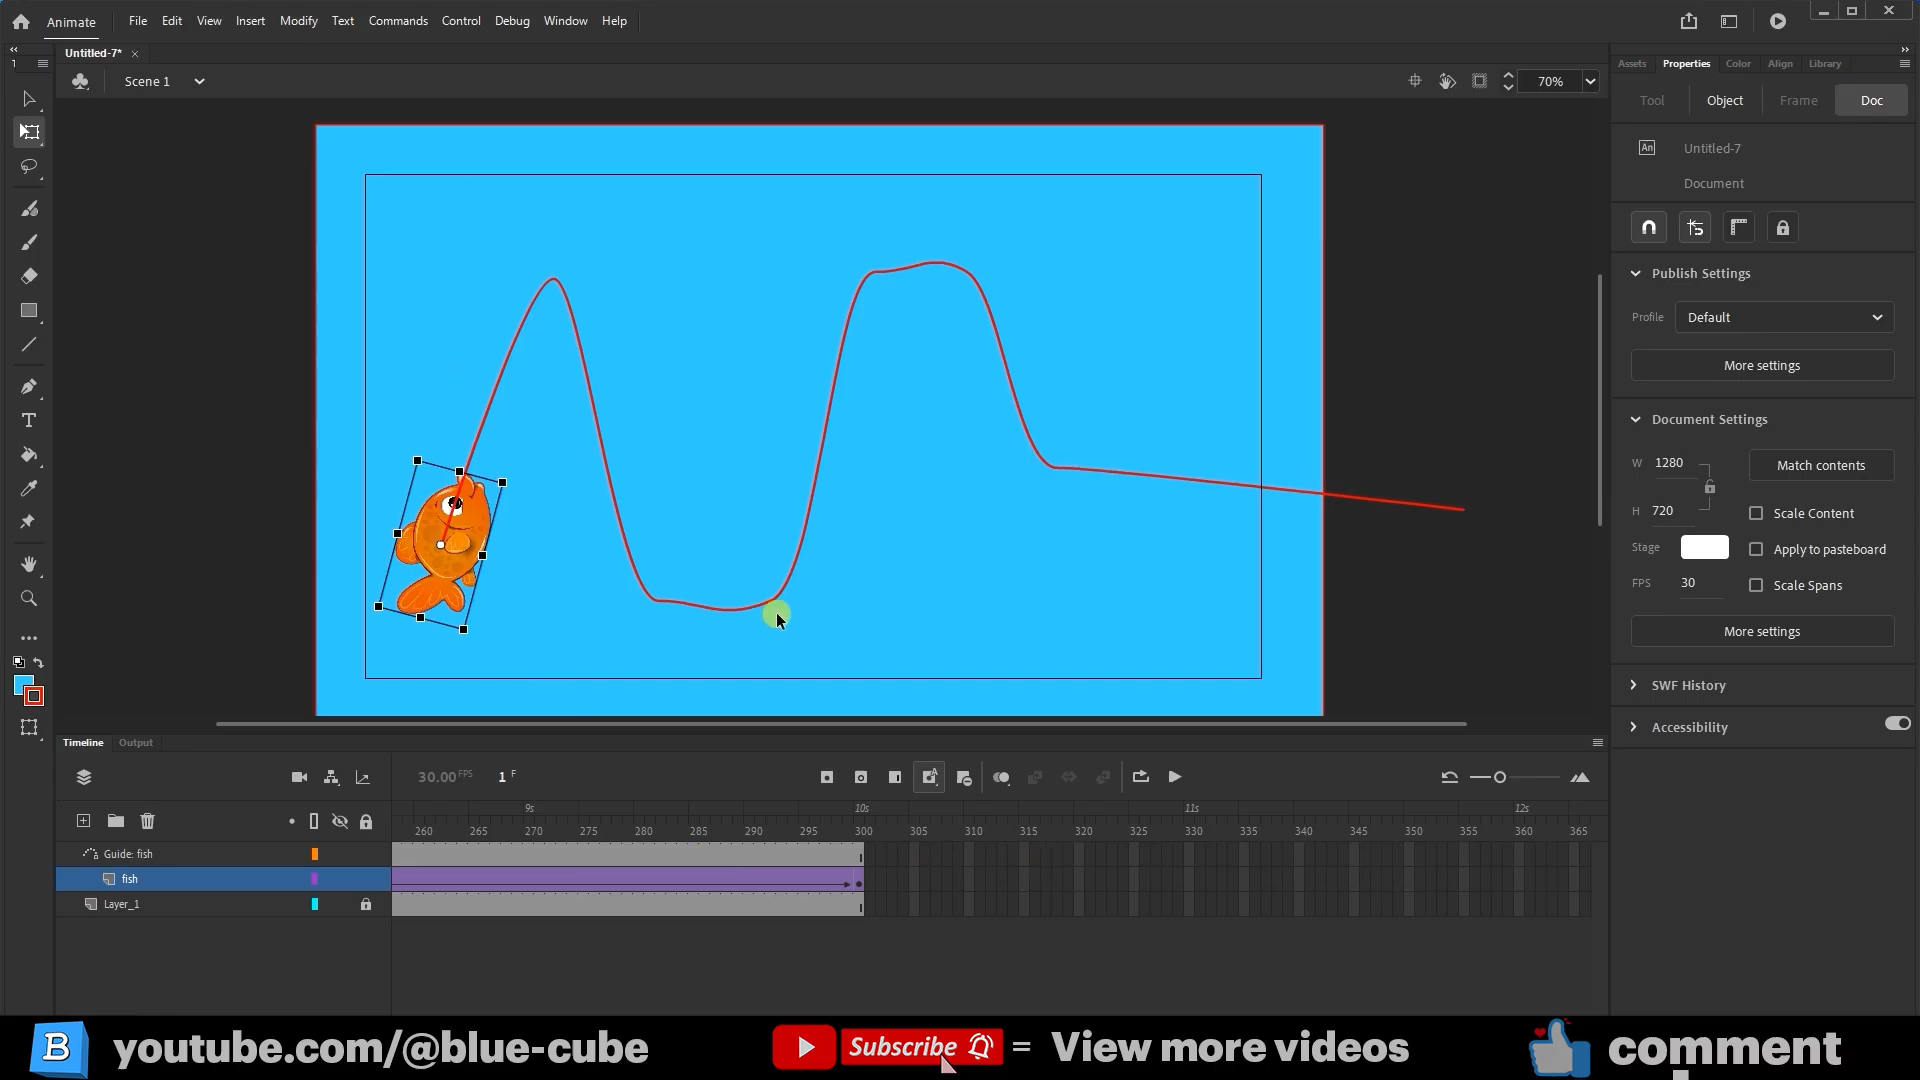 Animate File Edit View Insert Modify Text Commands Control Debug Window Help
Untitled-7*
Scene 1
70%
Assets Properties Color Align Library
Tool Object Frame Doc
An Untitled-7
Document
Publish Settings
Profile Default
More settings
Document Settings
W 1280
Match contents
H 720
Scale Content
Stage
Apply to pasteboard
FPS 30
Scale Spans
More settings
SWF History
Accessibility
Timeline Output
30.00 FPS 1 F
9s 10s 11s 12s
260 265 270 275 280 285 290 295 300 305 310 315 320 325 330 335 340 345 350 355 360 365
Guide: fish
fish
Layer_1
B youtube.com/@blue-cube Subscribe = View more videos comment